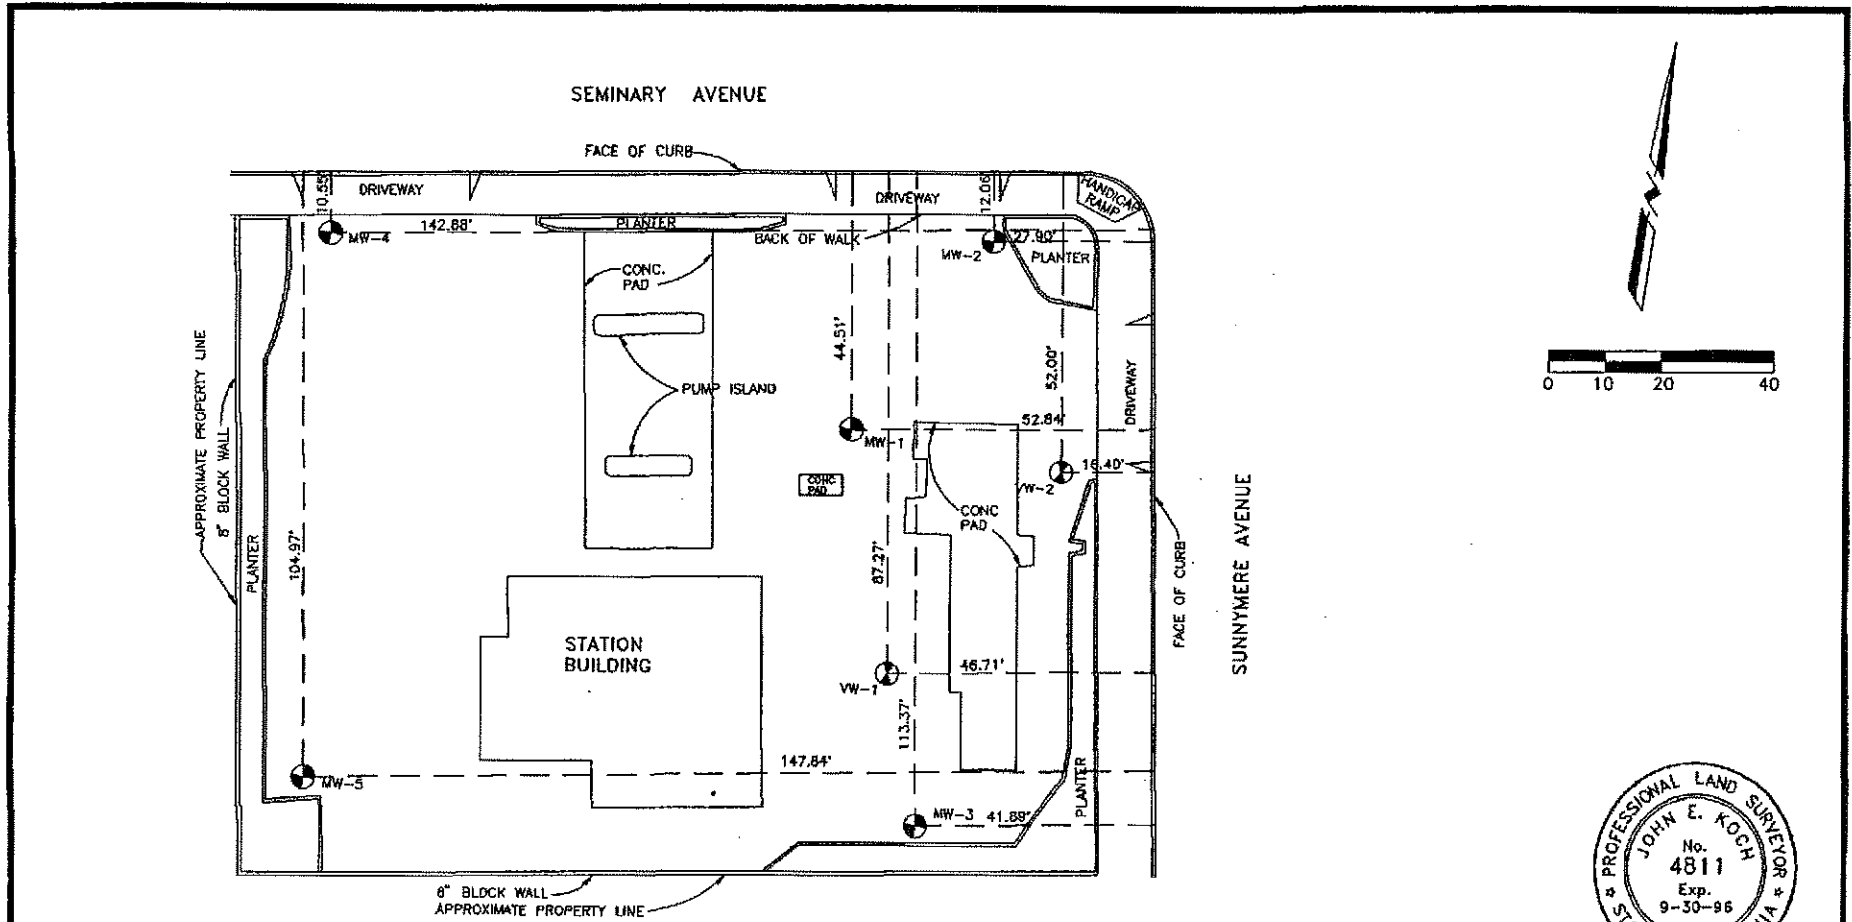 SEMINARY AVENUE
FACE OF CURB
DRIVEWAY
DRIVEWAY
HANDICAP
RAMP
10.55'
12.06'
142.88'
PLANTER
MW-4
BACK OF WALK
27.90'
MW-2
PLANTER
CONC.
PAD
APPROXIMATE PROPERTY LINE
8" BLOCK WALL
PLANTER
44.51'
52.00'
DRIVEWAY
PUMP ISLAND
0 10 20 40
52.84'
MW-1
16.40'
VW-2
CONC
PAD
CONC
PAD
104.97'
87.27'
FACE OF CURB
SUNNYMERE AVENUE
STATION
BUILDING
46.71'
VW-1
113.37'
147.84'
MW-5
MW-3 41.89'
PLANTER
8" BLOCK WALL
APPROXIMATE PROPERTY LINE
PROFESSIONAL LAND SURVEYOR
JOHN E. KOCH
No.
4811
Exp.
9-30-96